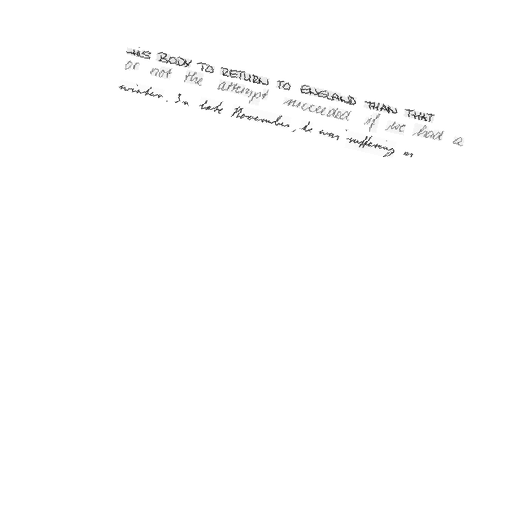 HIS BODY TO RETURN TO ENGLAND THAN THAT
or not the attempt succeeded if we had a
winter. In late November, he was suffering in